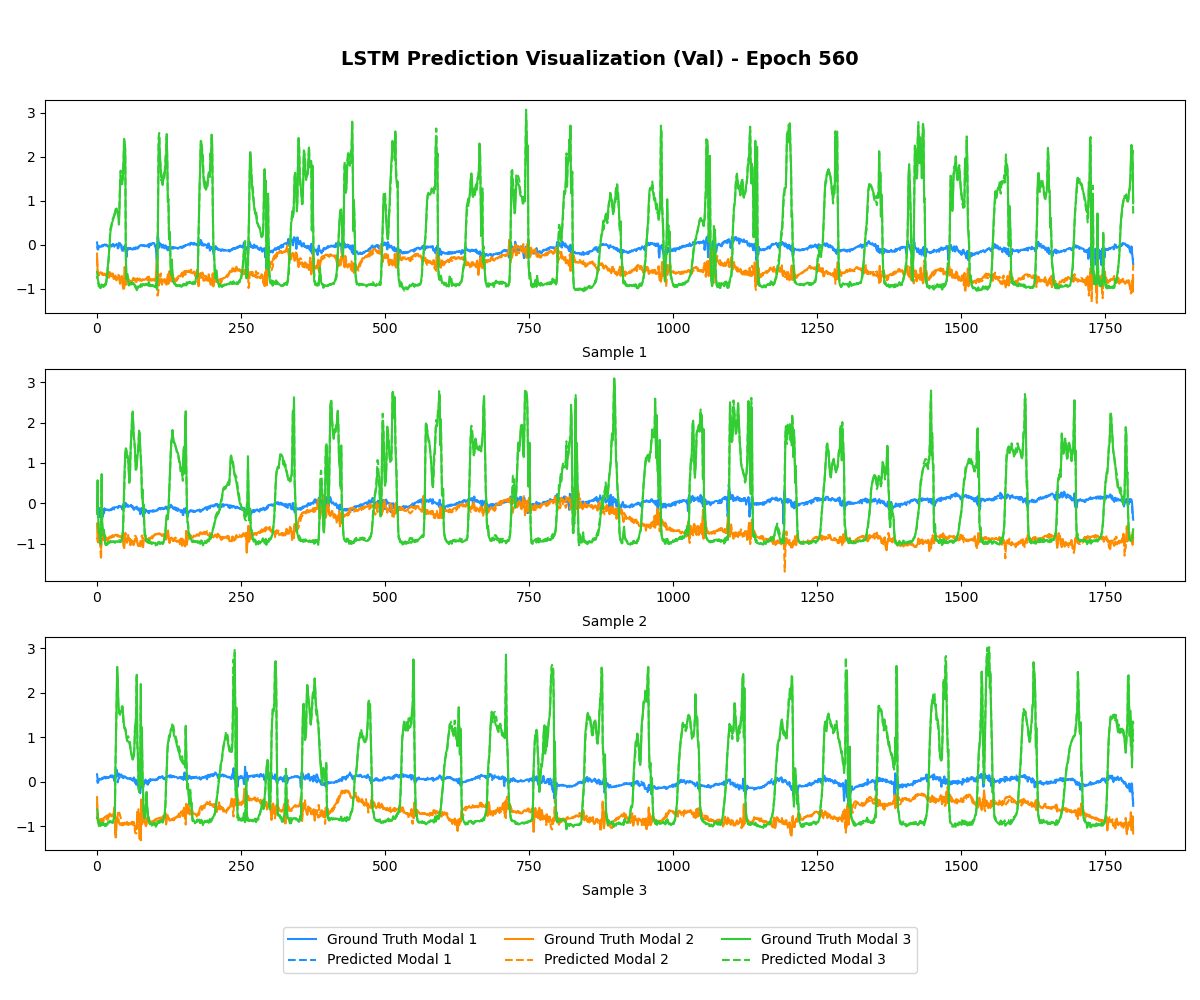 LSTM Prediction Visualization (Val) - Epoch 560
3
2
1
0
−1
0 250 500 750 1000 1250 1500 1750
Sample 1
3
2
1
0
−1
0 250 500 750 1000 1250 1500 1750
Sample 2
3
2
1
0
−1
0 250 500 750 1000 1250 1500 1750
Sample 3
Ground Truth Modal 1 Ground Truth Modal 2 Ground Truth Modal 3
Predicted Modal 1 Predicted Modal 2 Predicted Modal 3